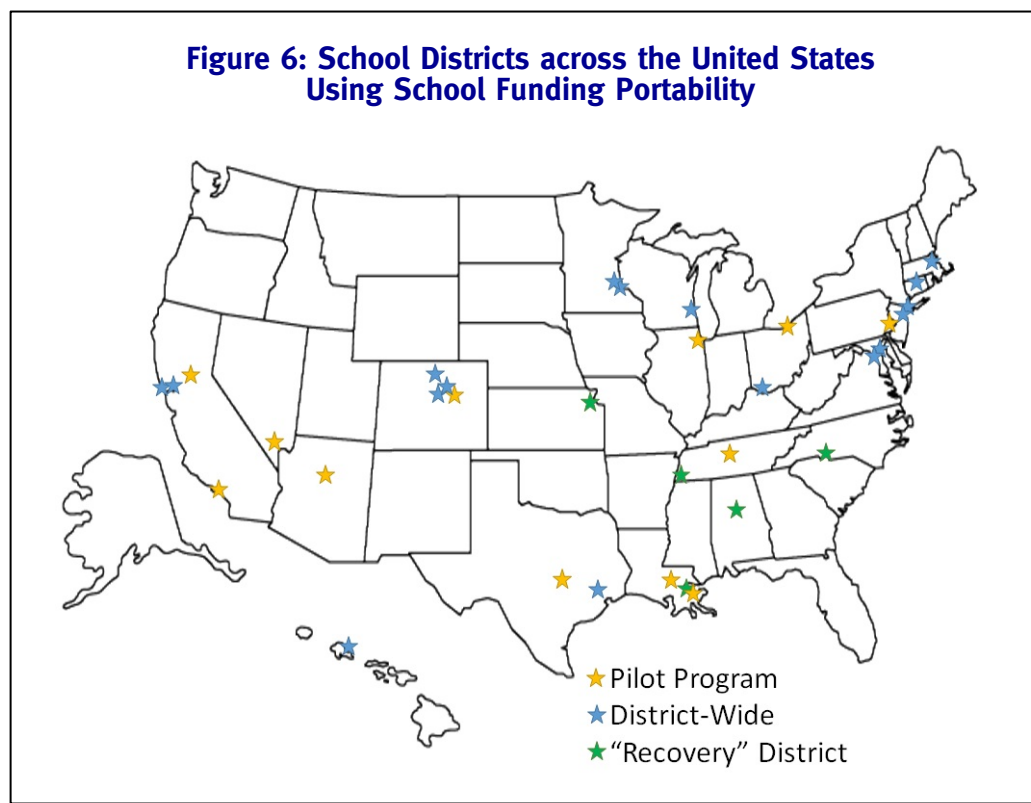 Figure 6: School Districts across the United States
Using School Funding Portability
Pilot Program
District-Wide
“Recovery” District